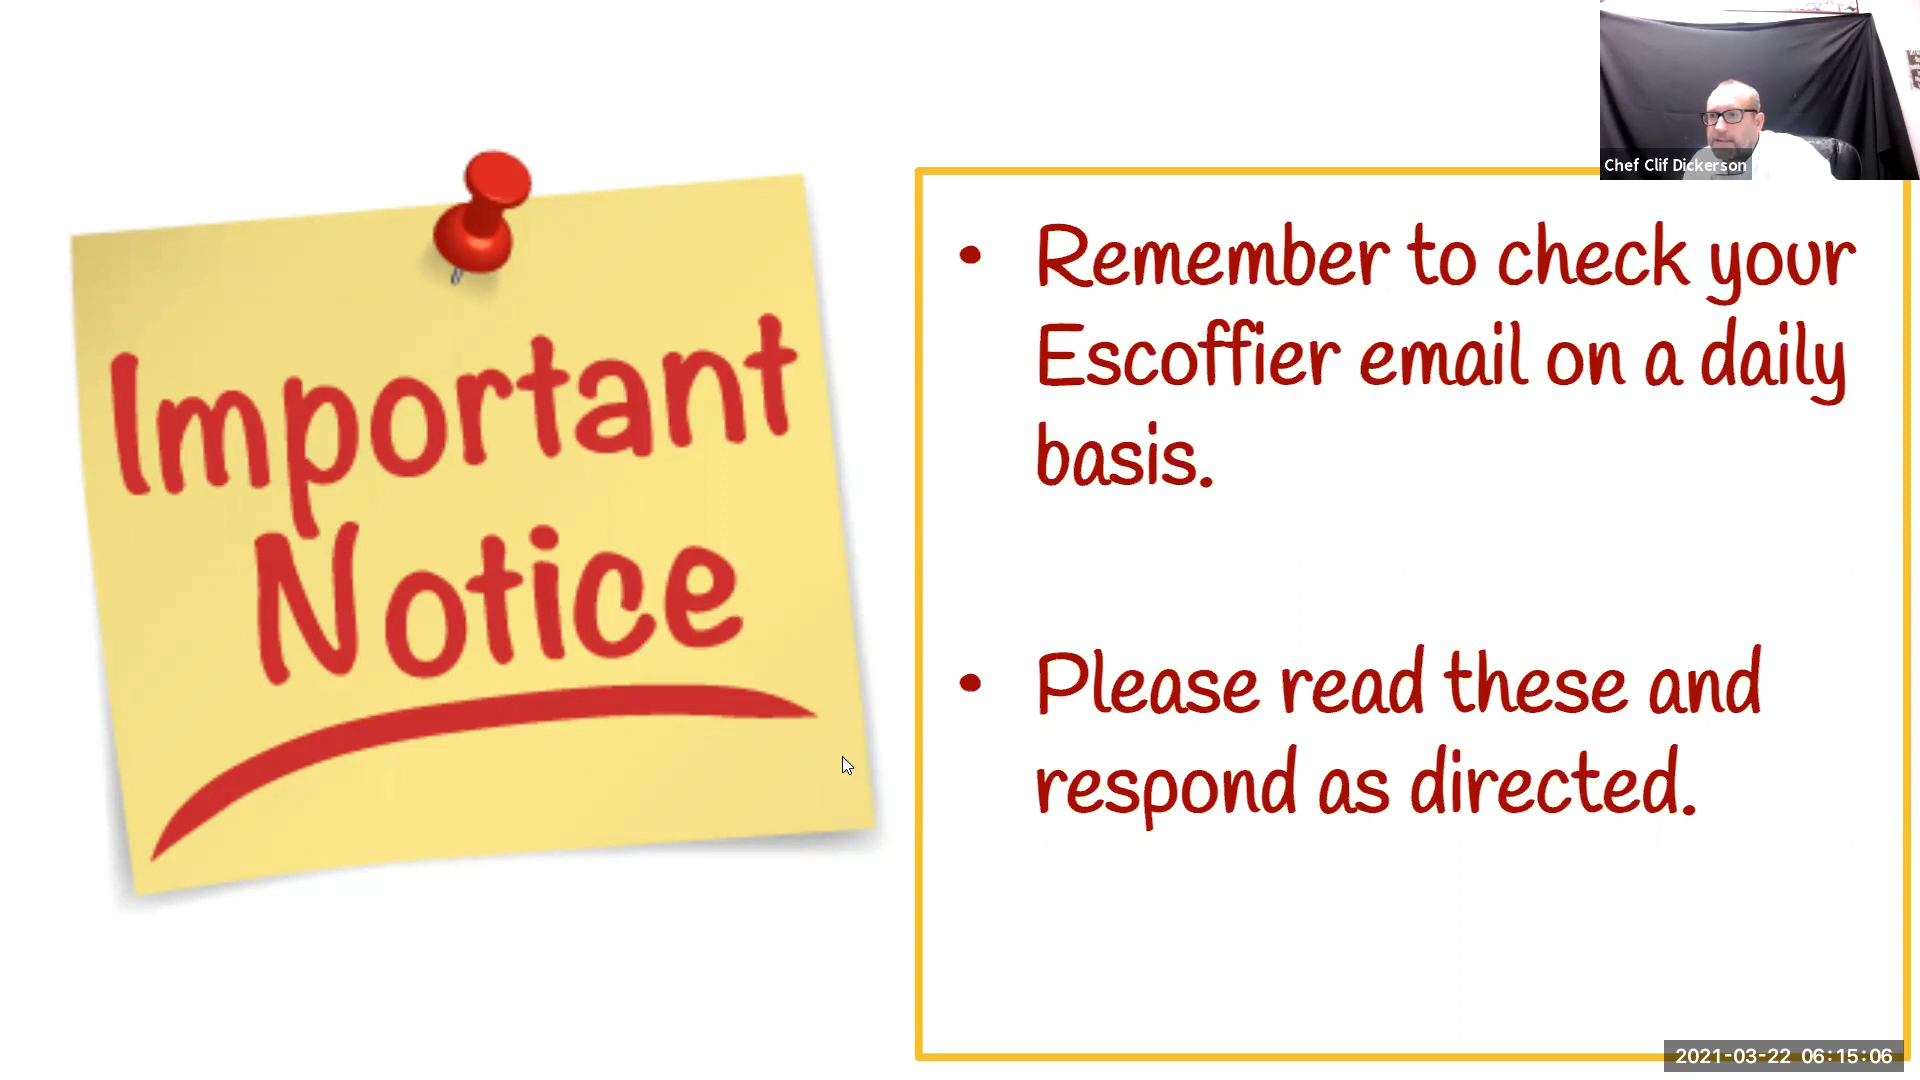 Chef Clif Dickerson
Important
Notice
• Remember to check your
Escoffier email on a daily
basis.
• Please read these and
respond as directed.
2021-03-22 06:15:06